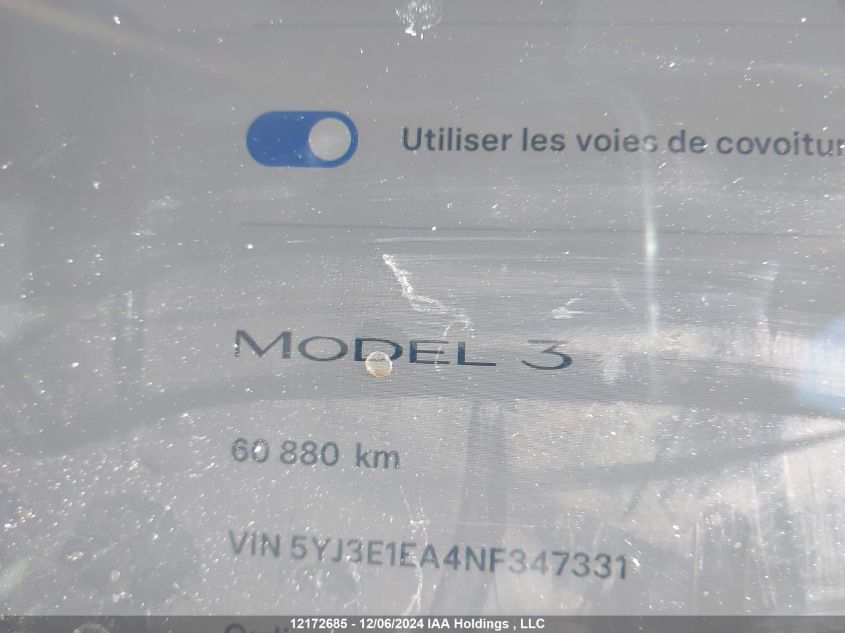 Utiliser les voies de covoitur
MODEL 3
60 880 km
VIN 5YJ3E1EA4NF347331
12172685 - 12/06/2024 IAA Holdings , LLC